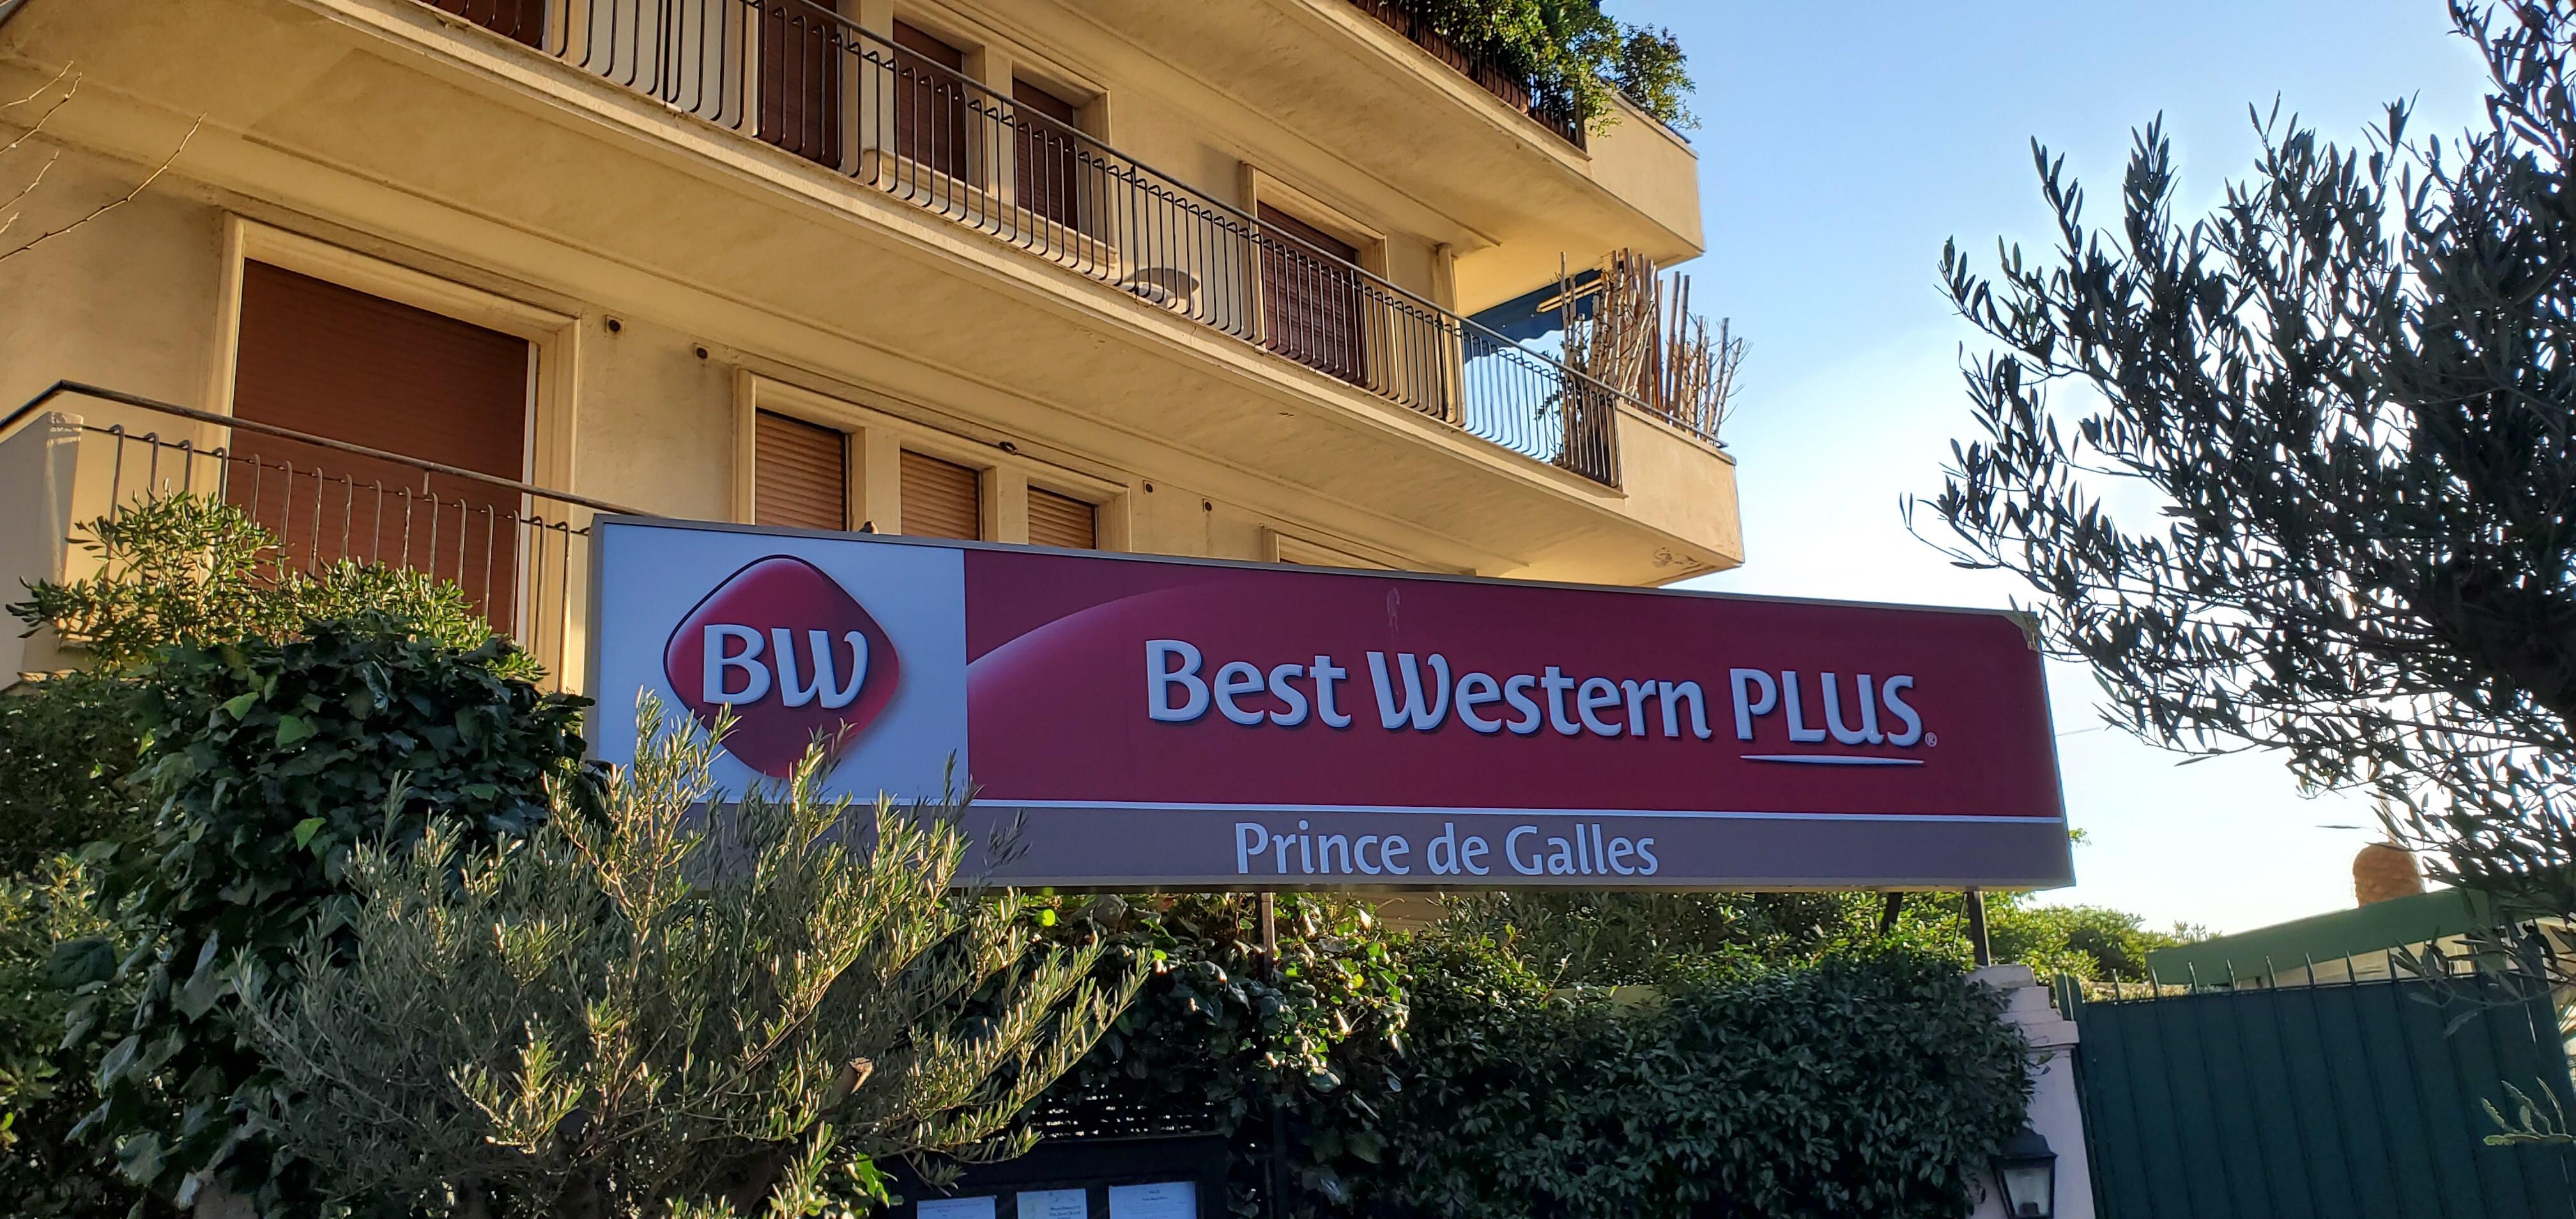 BW
Best Western PLUS®
Prince de Galles